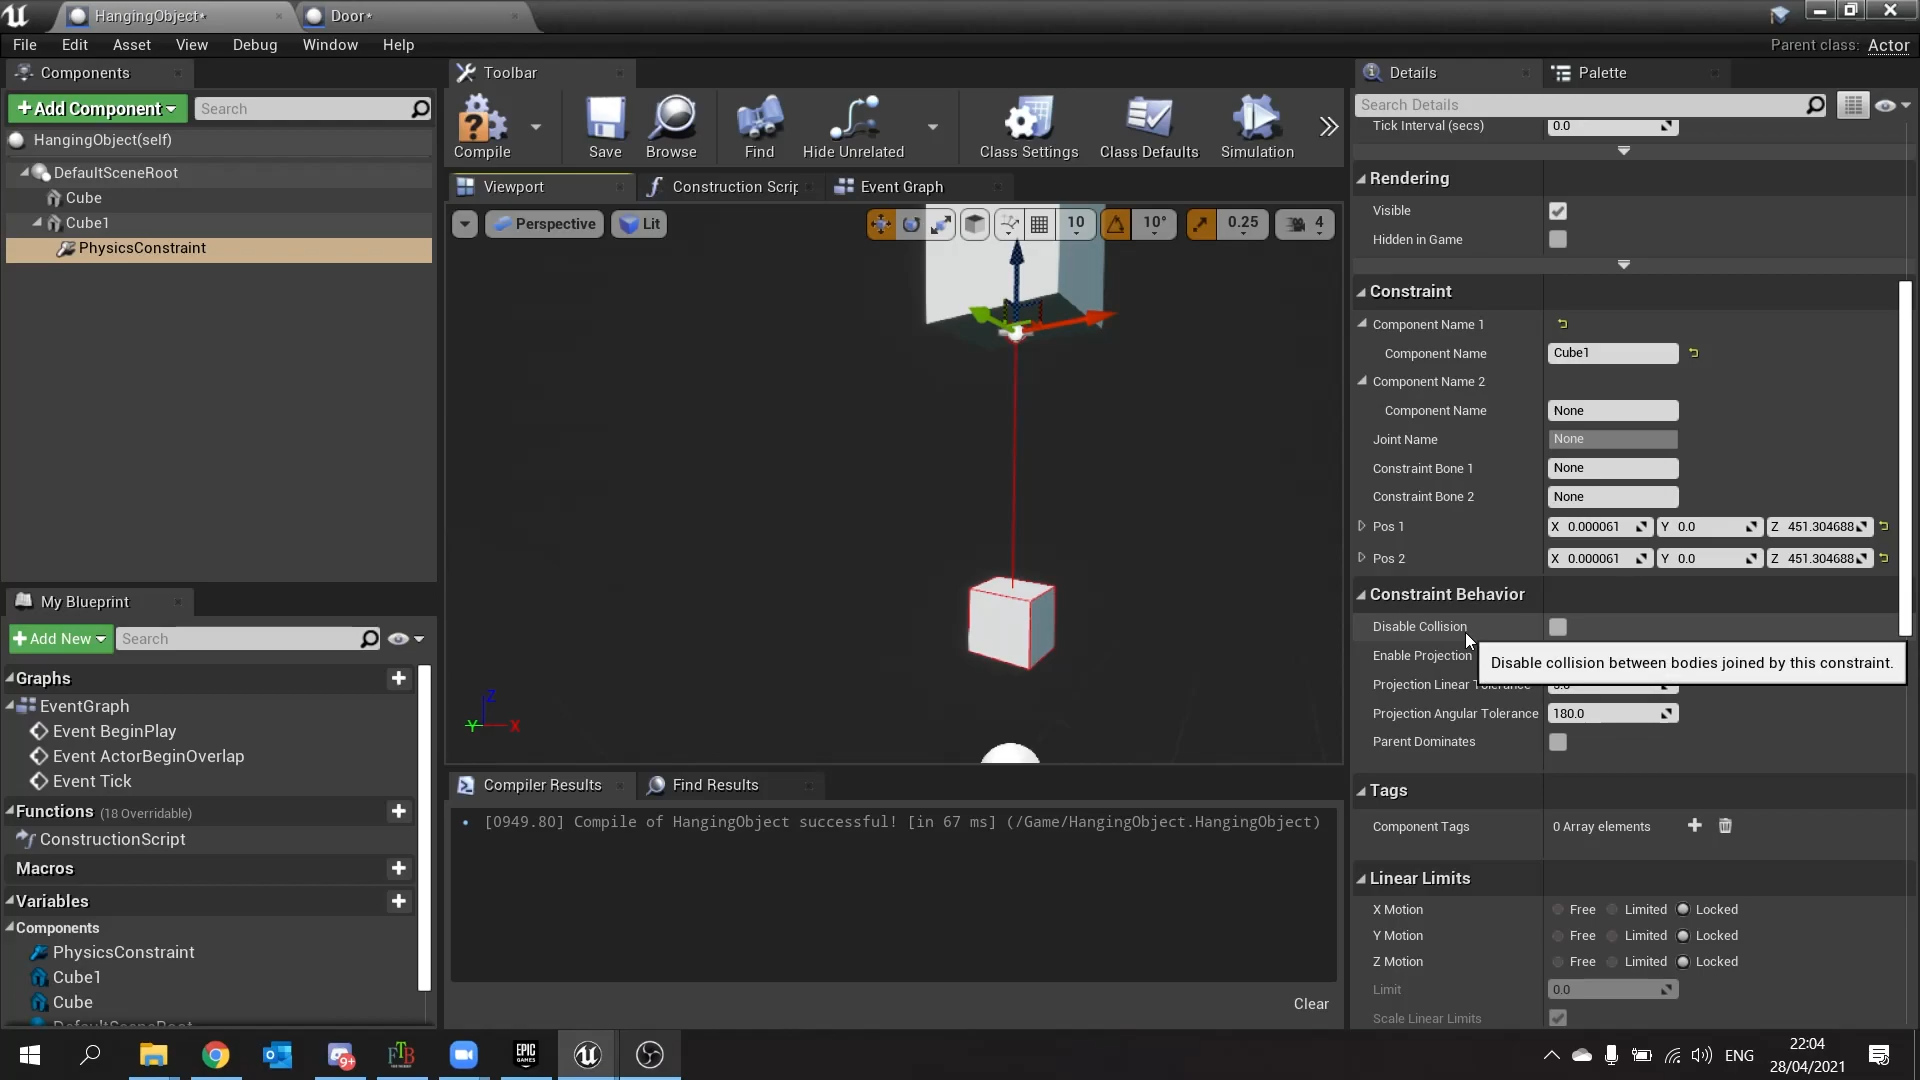 HangingObject*
Door*
File Edit Asset View Debug Window Help
Parent class: Actor
Components
Add Component
Search
HangingObject(self)
DefaultSceneRoot
Cube
Cube1
PhysicsConstraint
My Blueprint
Add New
Search
Graphs
EventGraph
Event BeginPlay
Event ActorBeginOverlap
Event Tick
Functions (18 Overridable)
ConstructionScript
Macros
Variables
Components
PhysicsConstraint
Cube1
Cube
DefaultSceneRoot
Toolbar
Compile Save Browse Find Hide Unrelated Class Settings Class Defaults Simulation
Viewport
Construction Scrip
Event Graph
Perspective Lit 10 10° 0.25 4
Z
Y X
Compiler Results
Find Results
[0949.80] Compile of HangingObject successful! [in 67 ms] (/Game/HangingObject.HangingObject)
Clear
Details
Palette
Search Details
Tick Interval (secs) 0.0
Rendering
Visible
Hidden in Game
Constraint
Component Name 1
Component Name Cube1
Component Name 2
Component Name None
Joint Name None
Constraint Bone 1 None
Constraint Bone 2 None
Pos 1 X 0.000061 Y 0.0 Z 451.304688
Pos 2 X 0.000061 Y 0.0 Z 451.304688
Constraint Behavior
Disable Collision
Enable Projection
Disable collision between bodies joined by this constraint.
Projection Linear Tolerance
Projection Angular Tolerance 180.0
Parent Dominates
Tags
Component Tags 0 Array elements
Linear Limits
X Motion Free Limited Locked
Y Motion Free Limited Locked
Z Motion Free Limited Locked
Limit 0.0
Scale Linear Limits
9+
FTB
EPIC
GAMES
ENG
22:04
28/04/2021